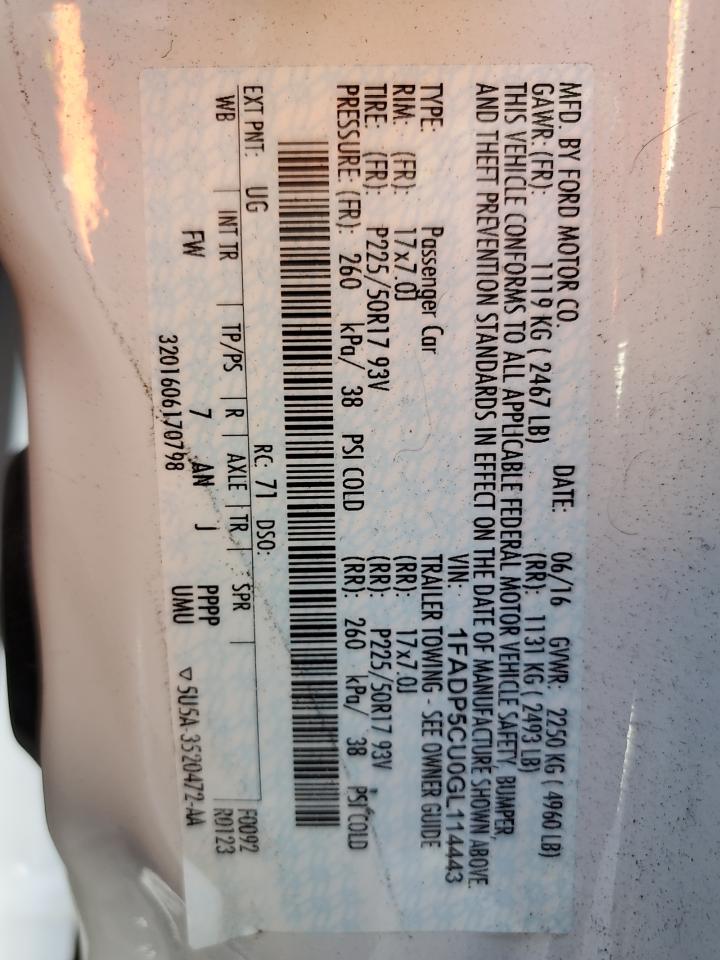 MFD. BY FORD MOTOR CO. DATE: 06/16 GVWR: 2250 KG ( 4960 LB)
GAWR: (FR): 1119 KG ( 2467 LB) (RR): 1131 KG ( 2493 LB)
THIS VEHICLE CONFORMS TO ALL APPLICABLE FEDERAL MOTOR VEHICLE SAFETY, BUMPER,
AND THEFT PREVENTION STANDARDS IN EFFECT ON THE DATE OF MANUFACTURE SHOWN ABOVE.
VIN: 1FADP5CU0GL114443
TYPE: Passenger Car TRAILER TOWING - SEE OWNER GUIDE
RIM: (FR): 17x7.0J (RR): 17x7.0J
TIRE: (FR): P225/50R17 93V (RR): P225/50R17 93V
PRESSURE: (FR): 260 kPa/ 38 PSI COLD (RR): 260 kPa/ 38 PSI COLD
EXT PNT: UG RC: 71 DSO: F0092
WB INT TR TP/PS R AXLE TR SPR R0123
FW 7 AN J PPPP
UMU
3201606170798 ▽ 5U5A-3520472-AA